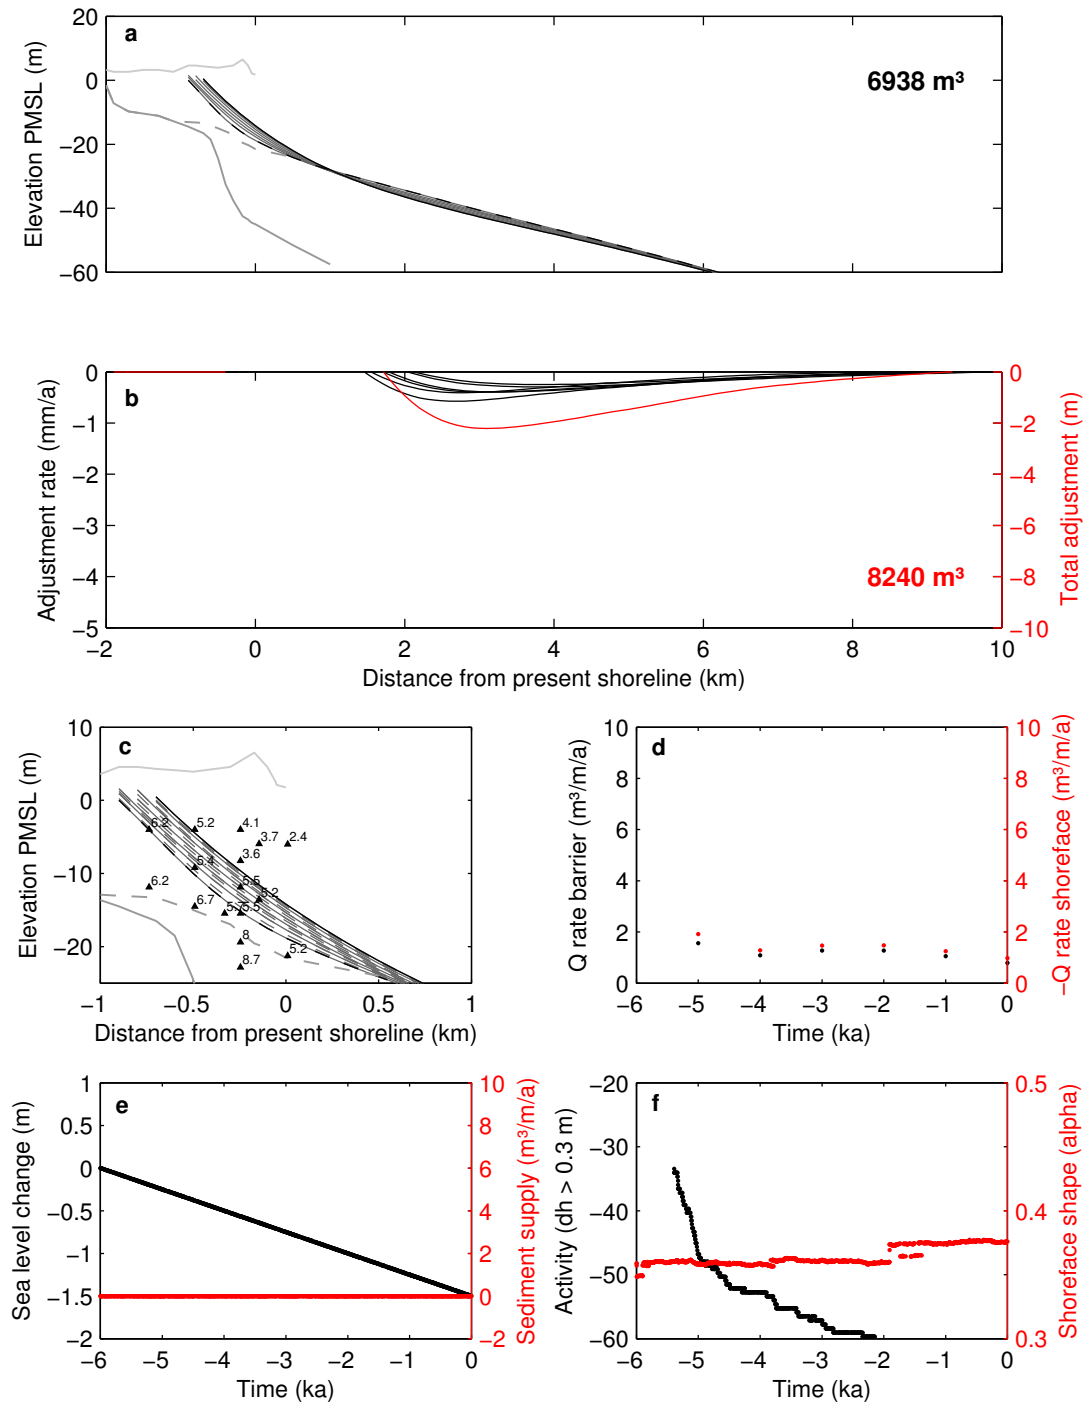 a
Elevation PMSL (m)
20
0
−20
−40
−60
6938 m³
b
Adjustment rate (mm/a)
0
−1
−2
−3
−4
−5
8240 m³
Total adjustment (m)
0
−2
−4
−6
−8
−10
−2 0 2 4 6 8 10
Distance from present shoreline (km)
c
Elevation PMSL (m)
10
0
−10
−20
6.2
5.2
4.1
3.7
2.4
5.4
3.6
6.2
5.5
5.2
6.7
5.7
5.5
8
5.2
8.7
−1 −0.5 0 0.5 1
Distance from present shoreline (km)
d
Q rate barrier (m³/m/a)
10
8
6
4
2
0
−Q rate shoreface (m³/m/a)
10
8
6
4
2
0
−6 −5 −4 −3 −2 −1 0
Time (ka)
e
Sea level change (m)
1
0.5
0
−0.5
−1
−1.5
−2
Sediment supply (m³/m/a)
10
8
6
4
2
0
−2
−6 −5 −4 −3 −2 −1 0
Time (ka)
f
Activity (dh > 0.3 m)
−20
−30
−40
−50
−60
Shoreface shape (alpha)
0.5
0.4
0.3
−6 −5 −4 −3 −2 −1 0
Time (ka)